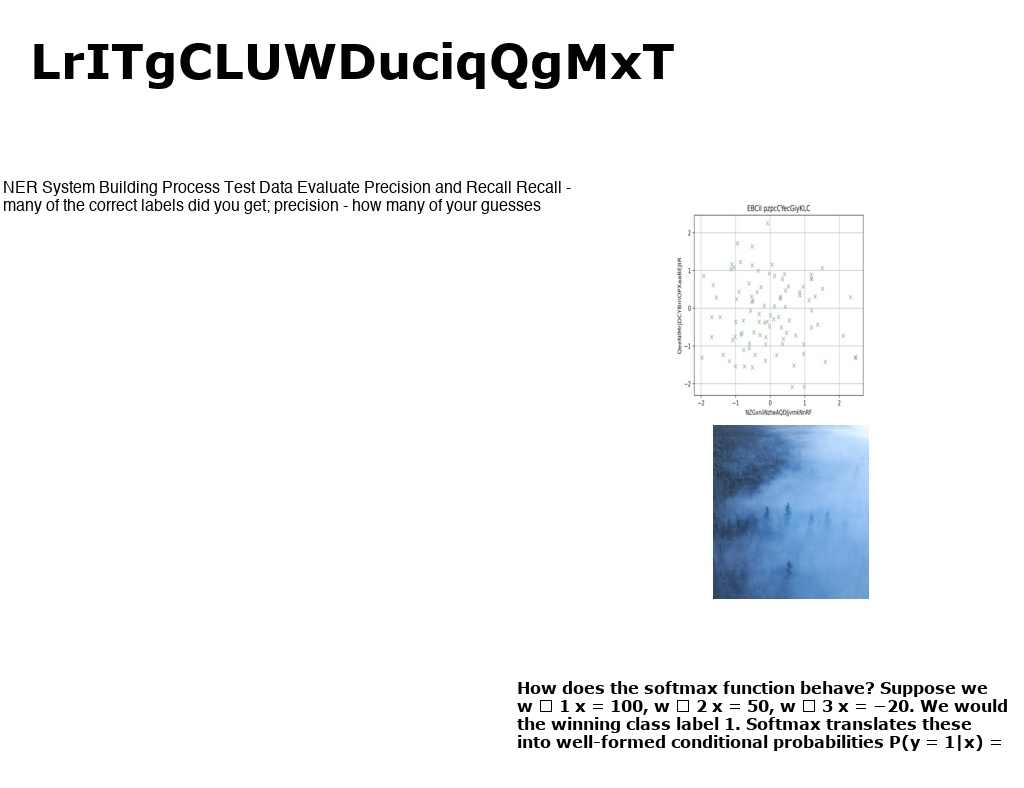 LrITgCLUWDuciqQgMxT
NER System Building Process Test Data Evaluate Precision and Recall Recall -
many of the correct labels did you get; precision - how many of your guesses
EBCil pzpcCYecGiyKLC
2
1
0
−1
−2
−2 −1 0 1 2
How does the softmax function behave? Suppose we
w □ 1 x = 100, w □ 2 x = 50, w □ 3 x = −20. We would
the winning class label 1. Softmax translates these
into well-formed conditional probabilities P(y = 1|x) =